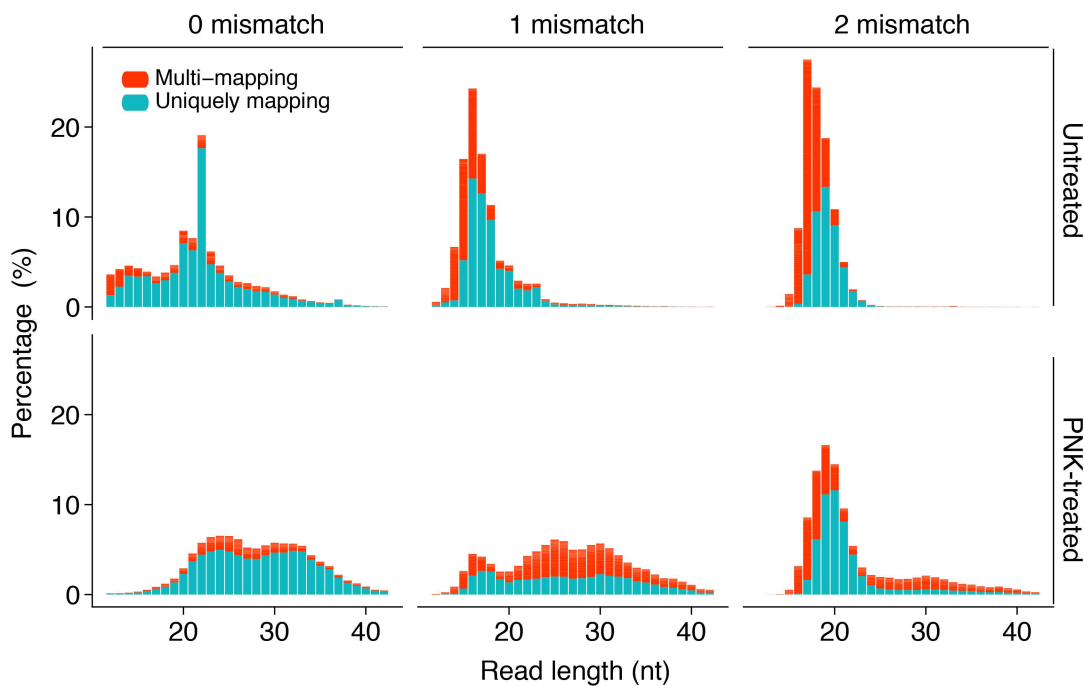 0 mismatch
1 mismatch
2 mismatch
Multi−mapping
Uniquely mapping
20
10
0
Untreated
Percentage (%)
20
10
0
PNK-treated
20
30
40
20
30
40
20
30
40
Read length (nt)